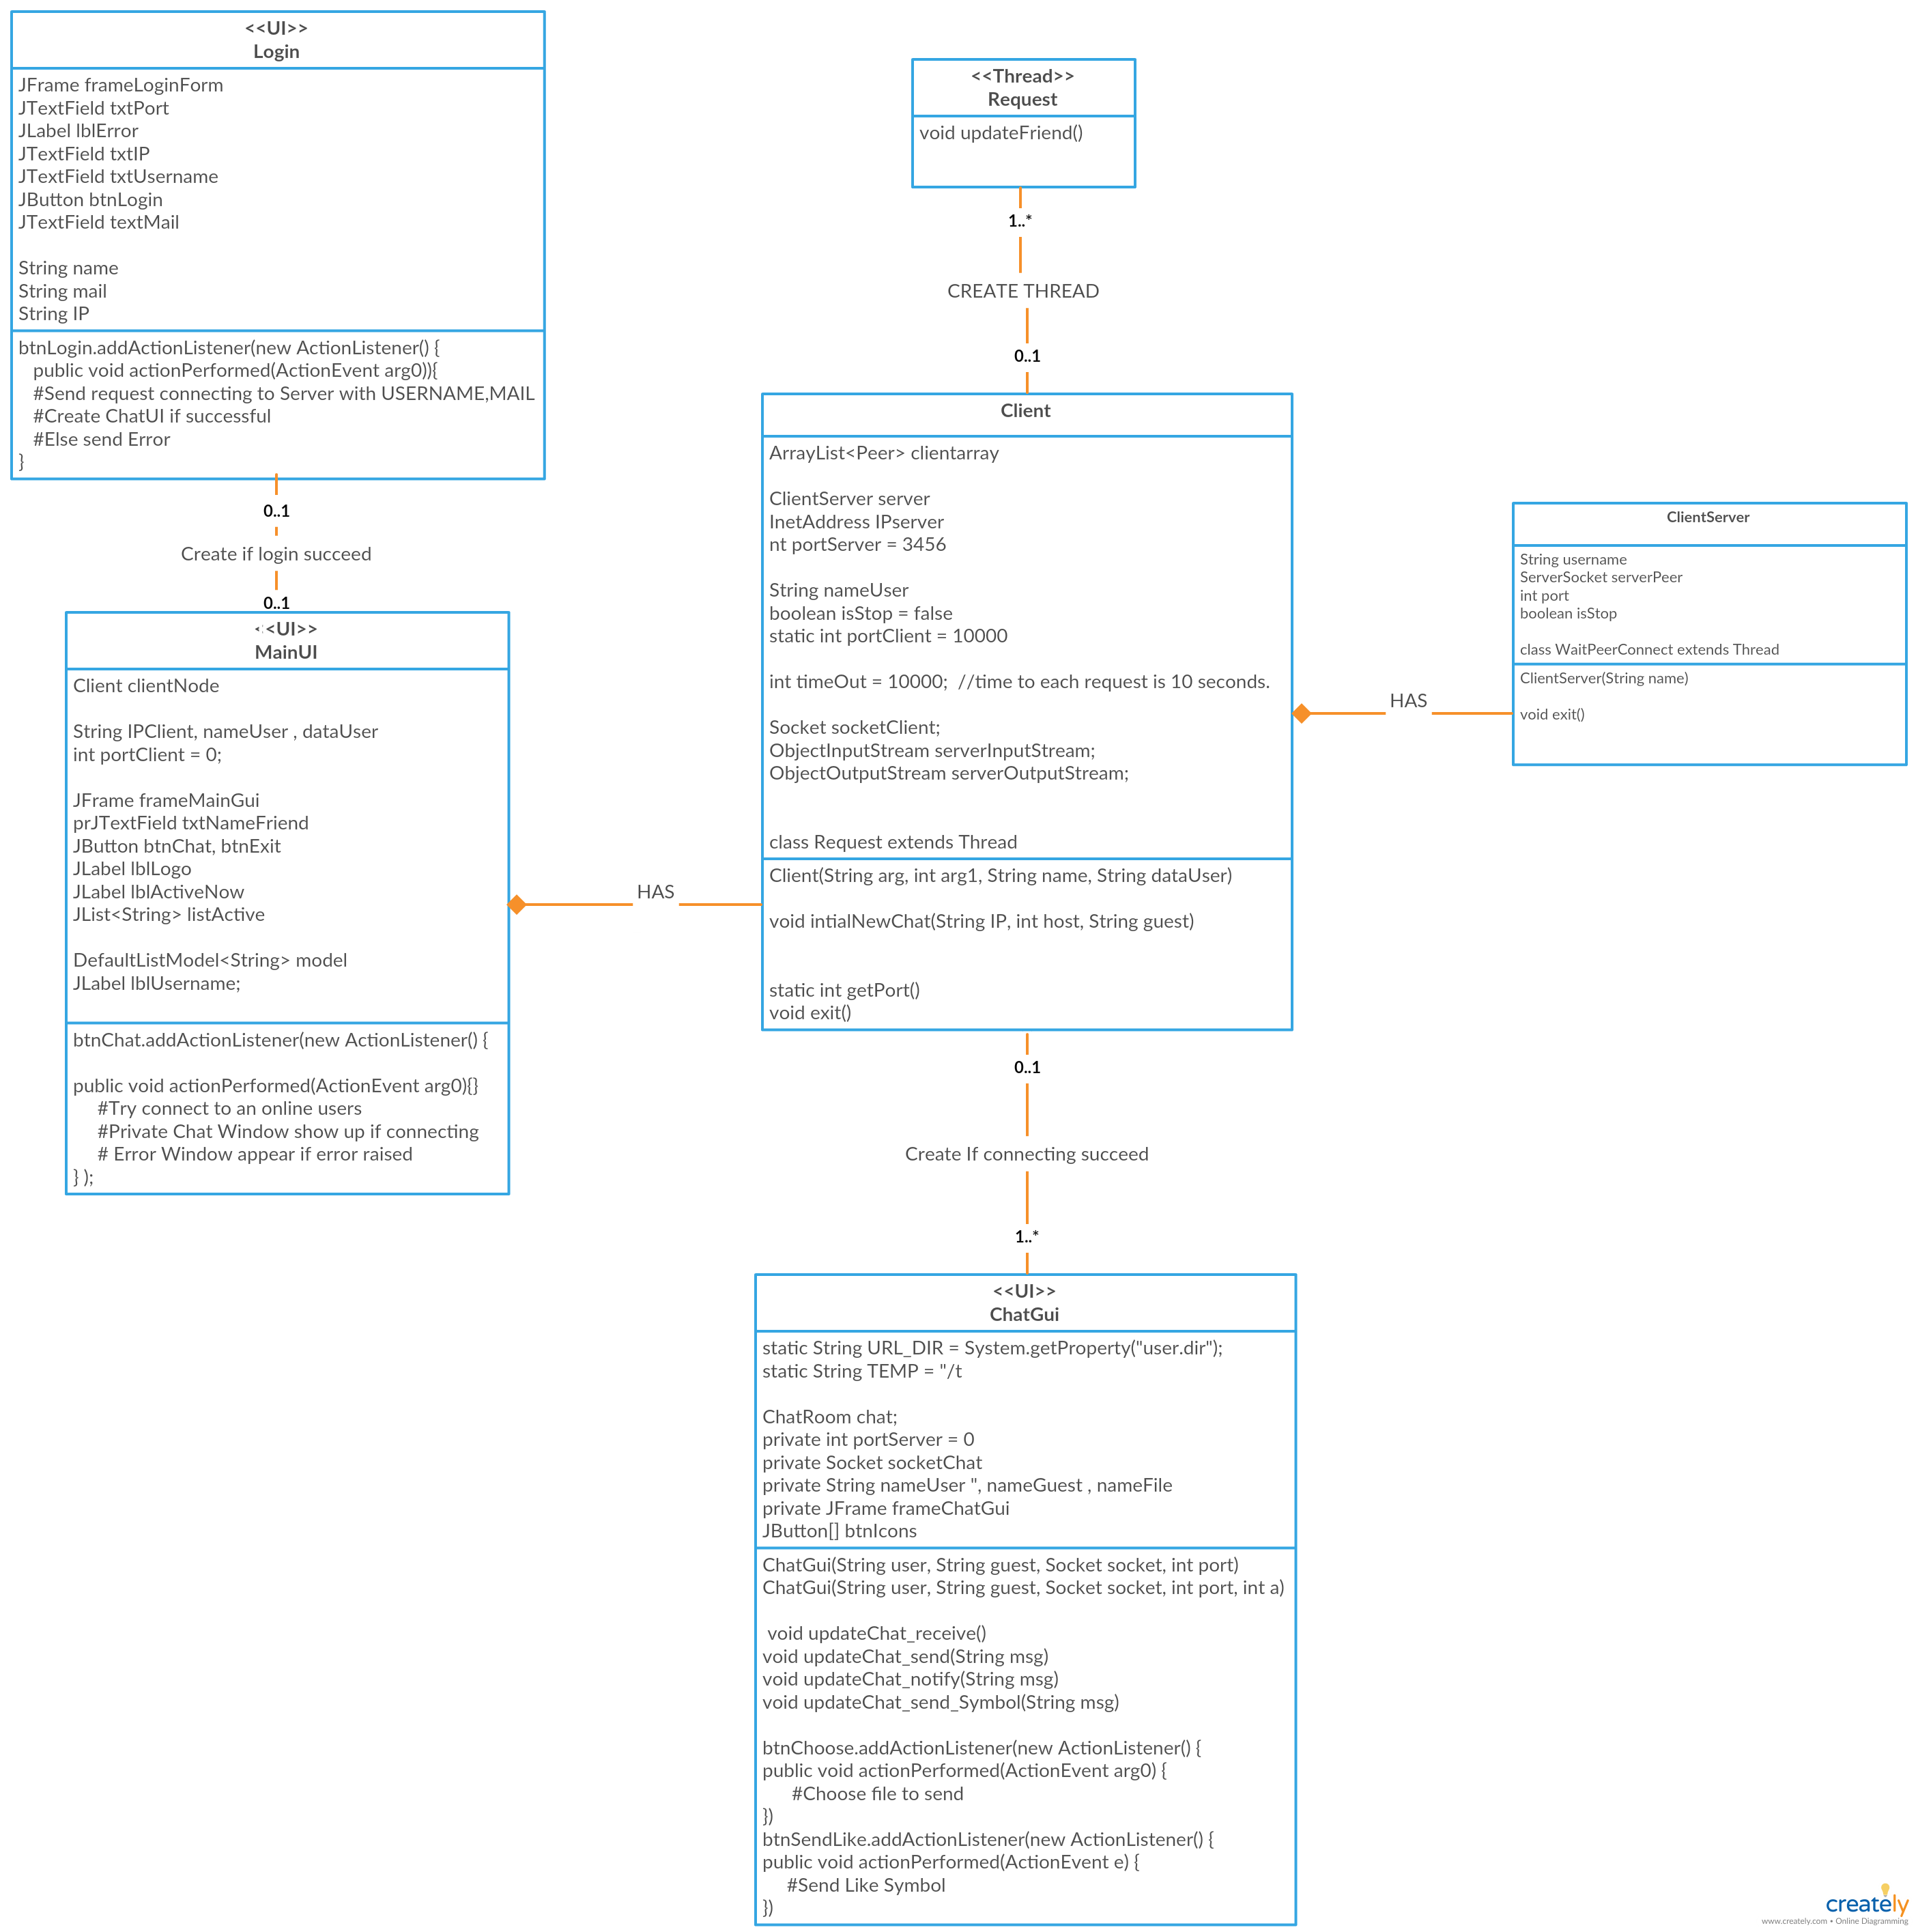 <<UI>>
Login
JFrame frameLoginForm
JTextField txtPort
JLabel lblError
JTextField txtIP
JTextField txtUsername
JButton btnLogin
JTextField textMail
String name
String mail
String IP
btnLogin.addActionListener(new ActionListener() {
public void actionPerformed(ActionEvent arg0)){
#Send request connecting to Server with USERNAME,MAIL
#Create ChatUI if successful
#Else send Error
}
0..1
Create if login succeed
0..1
<<UI>>
MainUI
Client clientNode
String IPClient, nameUser , dataUser
int portClient = 0;
JFrame frameMainGui
prJTextField txtNameFriend
JButton btnChat, btnExit
JLabel lblLogo
JLabel lblActiveNow
JList<String> listActive
DefaultListModel<String> model
JLabel lblUsername;
btnChat.addActionListener(new ActionListener() {
public void actionPerformed(ActionEvent arg0){}
#Try connect to an online users
#Private Chat Window show up if connecting
# Error Window appear if error raised
} );
HAS
<<Thread>>
Request
void updateFriend()
1..*
CREATE THREAD
0..1
Client
ArrayList<Peer> clientarray
ClientServer server
InetAddress IPserver
nt portServer = 3456
String nameUser
boolean isStop = false
static int portClient = 10000
int timeOut = 10000;  //time to each request is 10 seconds.
Socket socketClient;
ObjectInputStream serverInputStream;
ObjectOutputStream serverOutputStream;
class Request extends Thread
Client(String arg, int arg1, String name, String dataUser)
void intialNewChat(String IP, int host, String guest)
static int getPort()
void exit()
HAS
ClientServer
String username
ServerSocket serverPeer
int port
boolean isStop
class WaitPeerConnect extends Thread
ClientServer(String name)
void exit()
0..1
Create If connecting succeed
1..*
<<UI>>
ChatGui
static String URL_DIR = System.getProperty("user.dir");
static String TEMP = "/t
ChatRoom chat;
private int portServer = 0
private Socket socketChat
private String nameUser ", nameGuest , nameFile
private JFrame frameChatGui
JButton[] btnIcons
ChatGui(String user, String guest, Socket socket, int port)
ChatGui(String user, String guest, Socket socket, int port, int a)
void updateChat_receive()
void updateChat_send(String msg)
void updateChat_notify(String msg)
void updateChat_send_Symbol(String msg)
btnChoose.addActionListener(new ActionListener() {
public void actionPerformed(ActionEvent arg0) {
#Choose file to send
})
btnSendLike.addActionListener(new ActionListener() {
public void actionPerformed(ActionEvent e) {
#Send Like Symbol
})
creately
www.creately.com • Online Diagramming